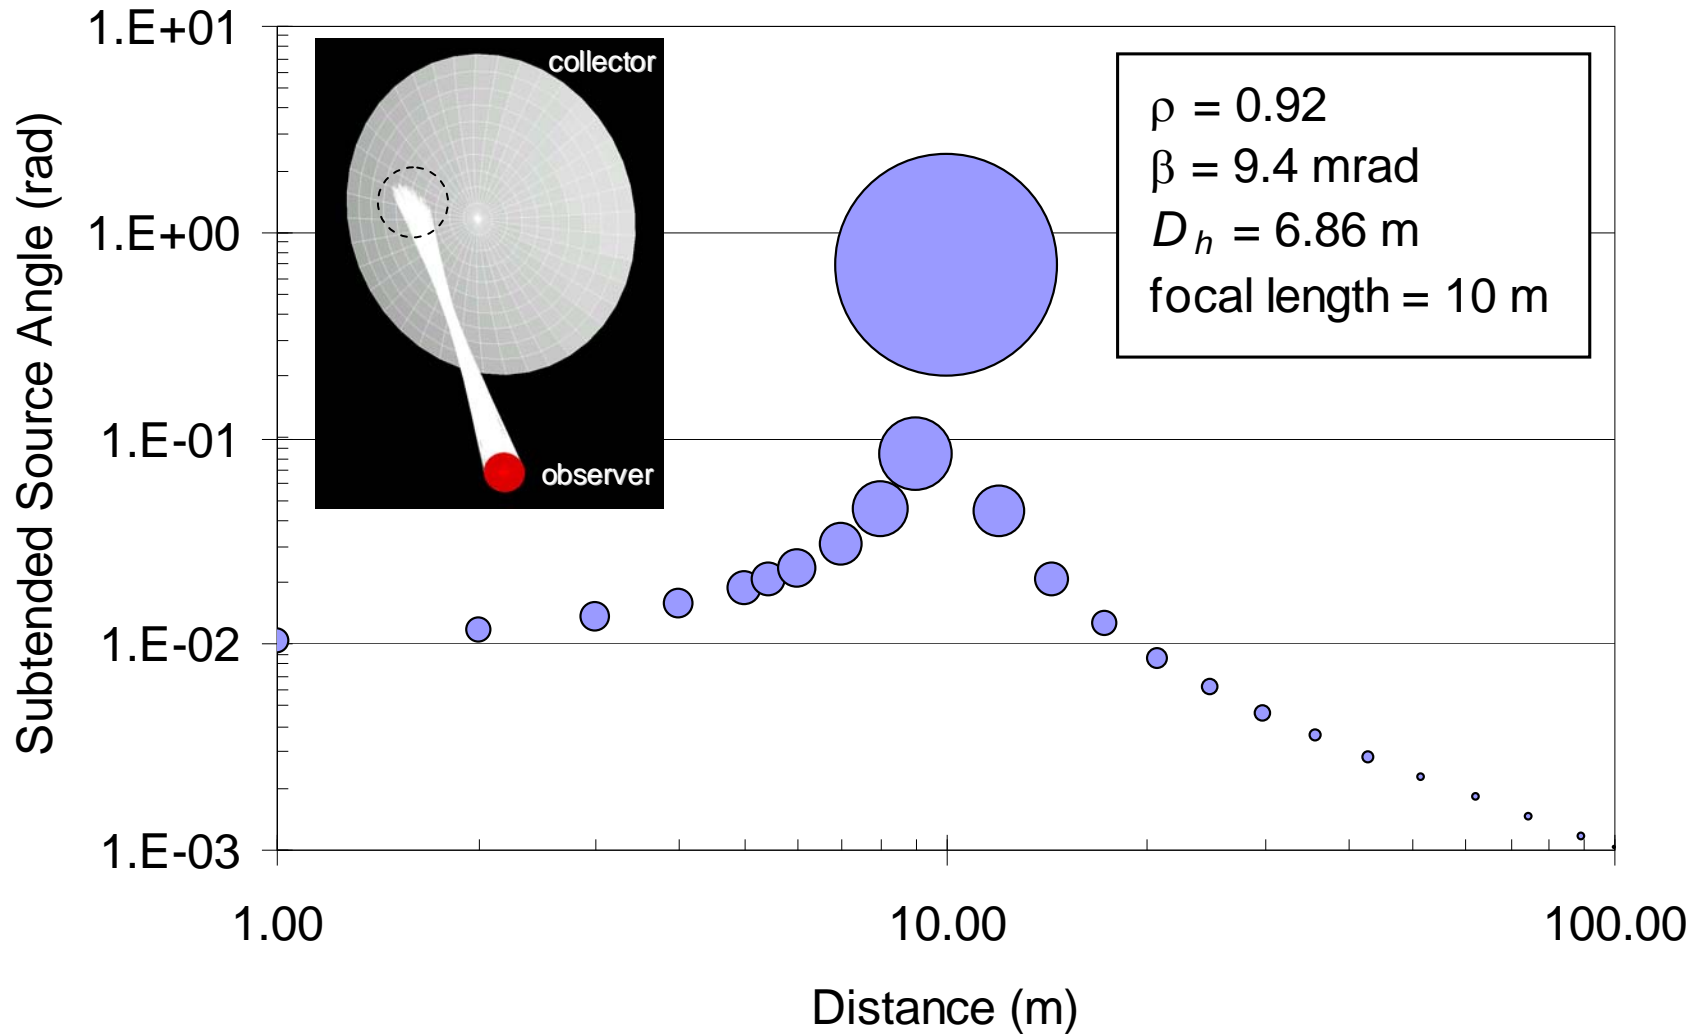 1.E+01
1.E+00
1.E-01
1.E-02
1.E-03
Subtended Source Angle (rad)
collector
observer
ρ = 0.92
β = 9.4 mrad
D h = 6.86 m
focal length = 10 m
1.00
10.00
100.00
Distance (m)